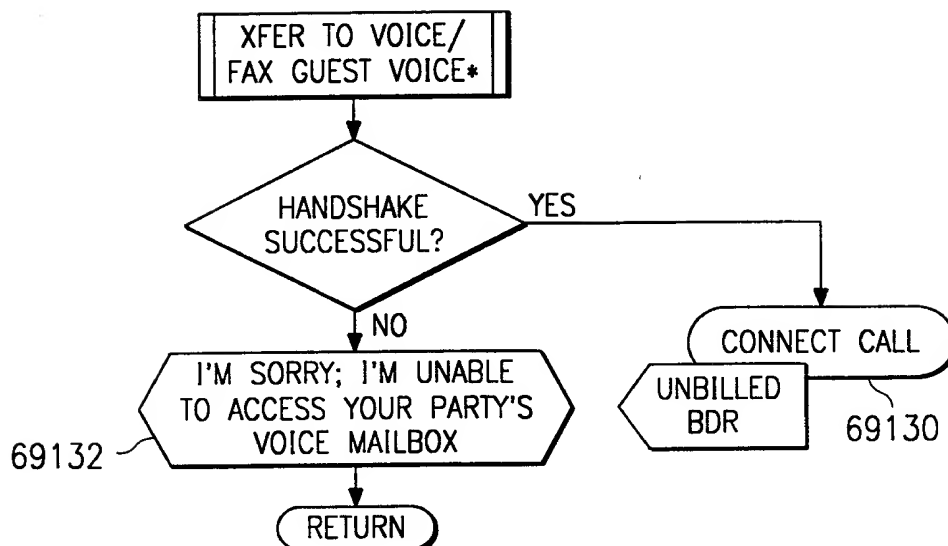 XFER TO VOICE/
FAX GUEST VOICE*
HANDSHAKE
SUCCESSFUL?
YES
NO
CONNECT CALL
UNBILLED
BDR
69130
I'M SORRY; I'M UNABLE
TO ACCESS YOUR PARTY'S
VOICE MAILBOX
69132
RETURN